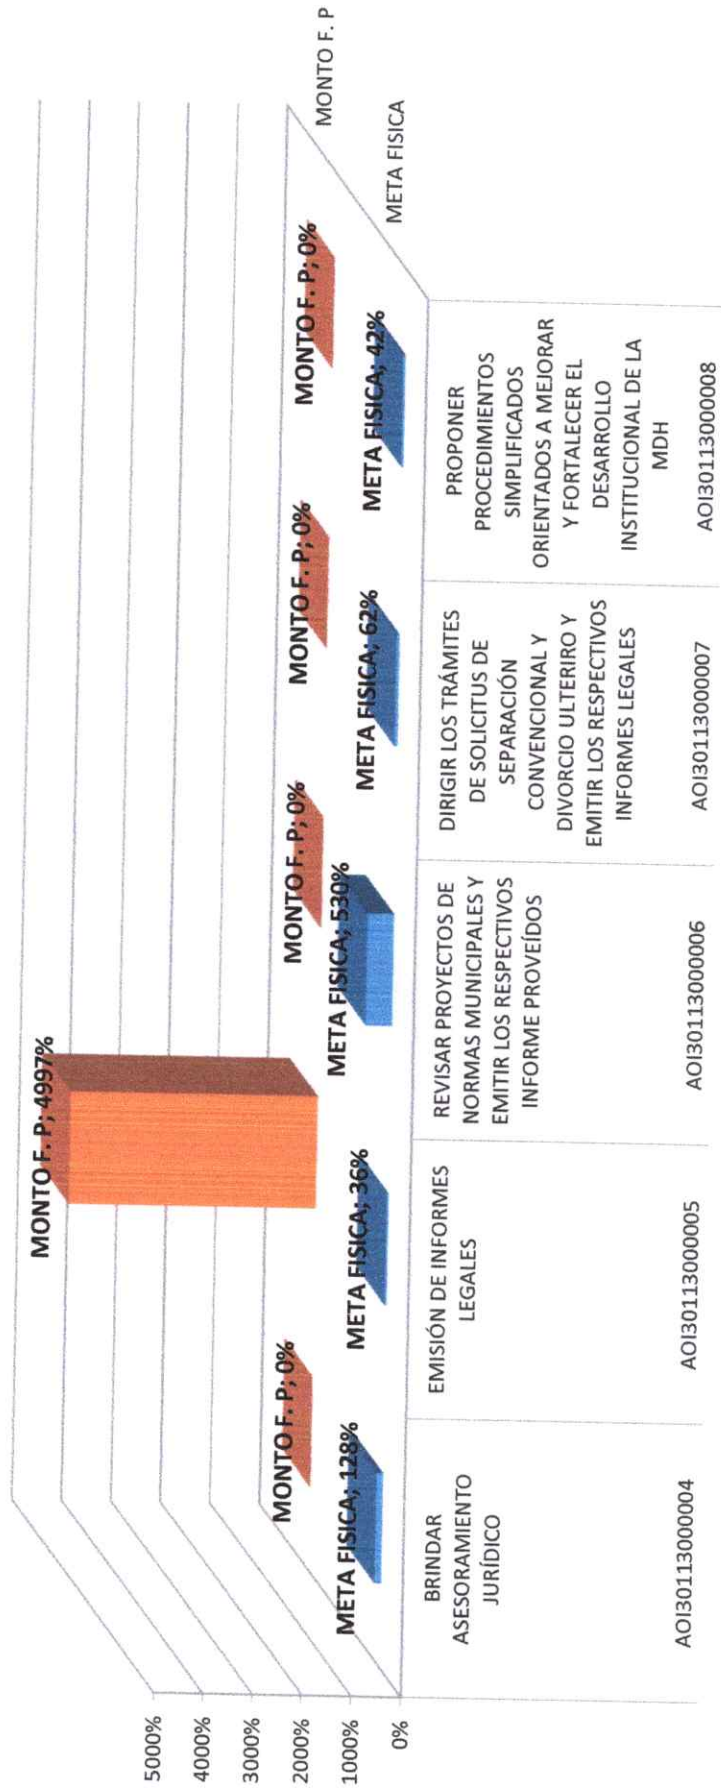 5000%
4000%
3000%
2000%
1000%
0%
MONTO F. P; 0%
META FISICA; 128%
MONTO F. P; 4997%
META FISICA; 36%
MONTO F. P; 0%
META FISICA; 530%
MONTO F. P; 0%
META FISICA; 62%
MONTO F. P; 0%
META FISICA; 42%
MONTO F. P
META FISICA
BRINDAR
ASESORAMIENTO
JURÍDICO
AOI30113000004
EMISIÓN DE INFORMES
LEGALES
AOI30113000005
REVISAR PROYECTOS DE
NORMAS MUNICIPALES Y
EMITIR LOS RESPECTIVOS
INFORME PROVEÍDOS
AOI30113000006
DIRIGIR LOS TRÁMITES
DE SOLICITUS DE
SEPARACIÓN
CONVENCIONAL Y
DIVORCIO ULTERIRO Y
EMITIR LOS RESPECTIVOS
INFORMES LEGALES
AOI30113000007
PROPONER
PROCEDIMIENTOS
SIMPLIFICADOS
ORIENTADOS A MEJORAR
Y FORTALECER EL
DESARROLLO
INSTITUCIONAL DE LA
MDH
AOI30113000008